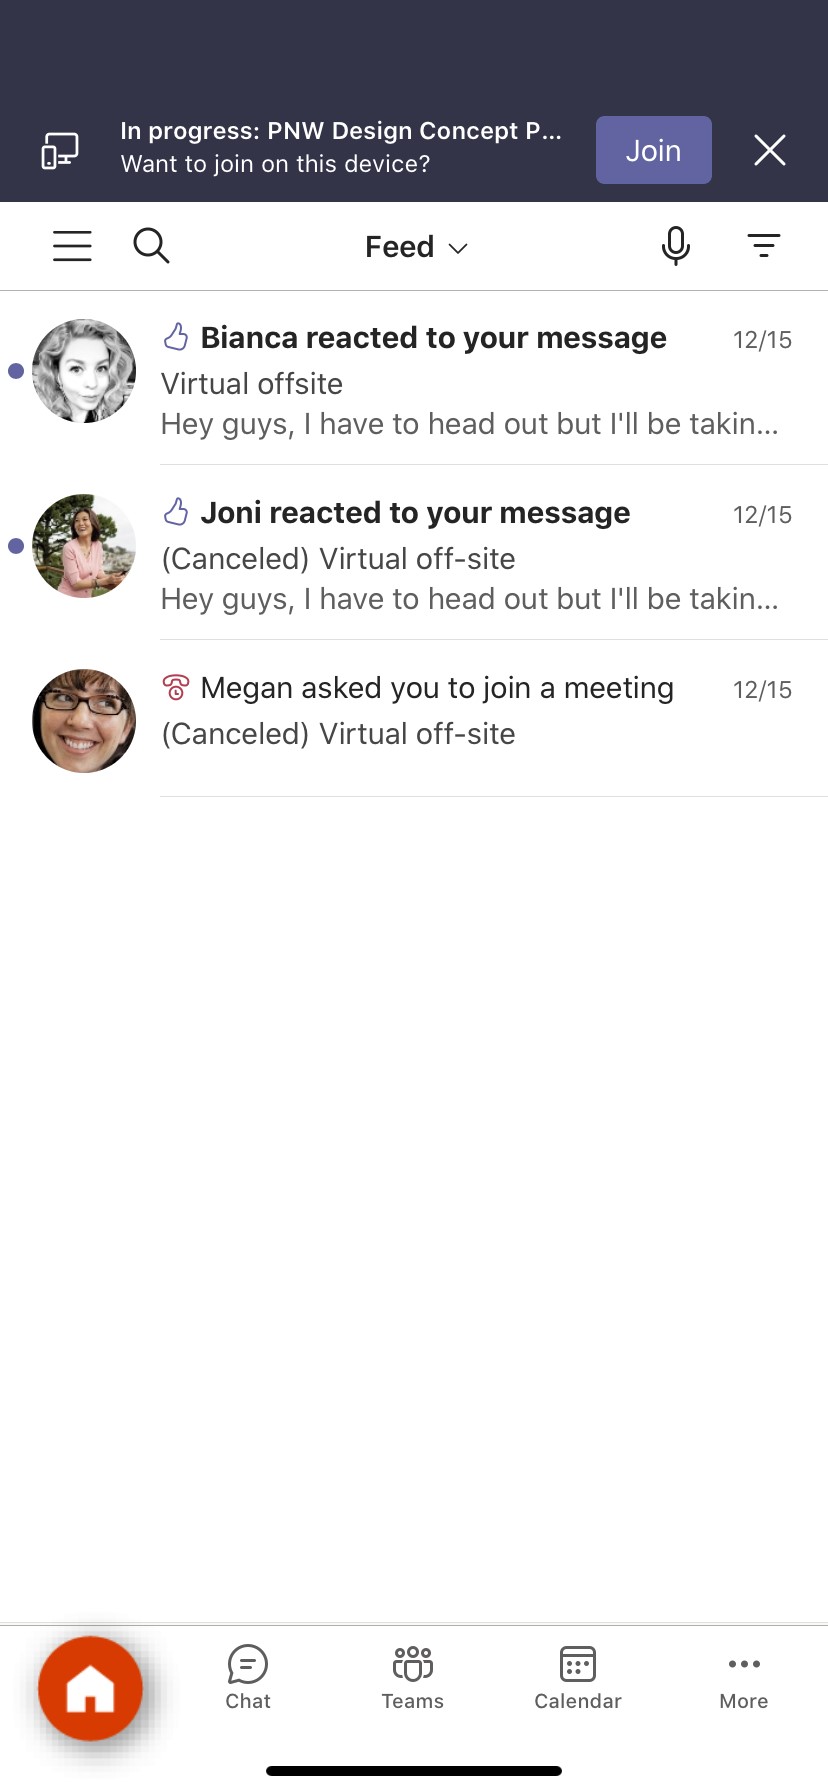 In progress: PNW Design Concept P...
Want to join on this device?
Join
Feed
Bianca reacted to your message
12/15
Virtual offsite
Hey guys, I have to head out but I'll be takin...
Joni reacted to your message
12/15
(Canceled) Virtual off-site
Hey guys, I have to head out but I'll be takin...
Megan asked you to join a meeting
12/15
(Canceled) Virtual off-site
Chat
Teams
Calendar
More